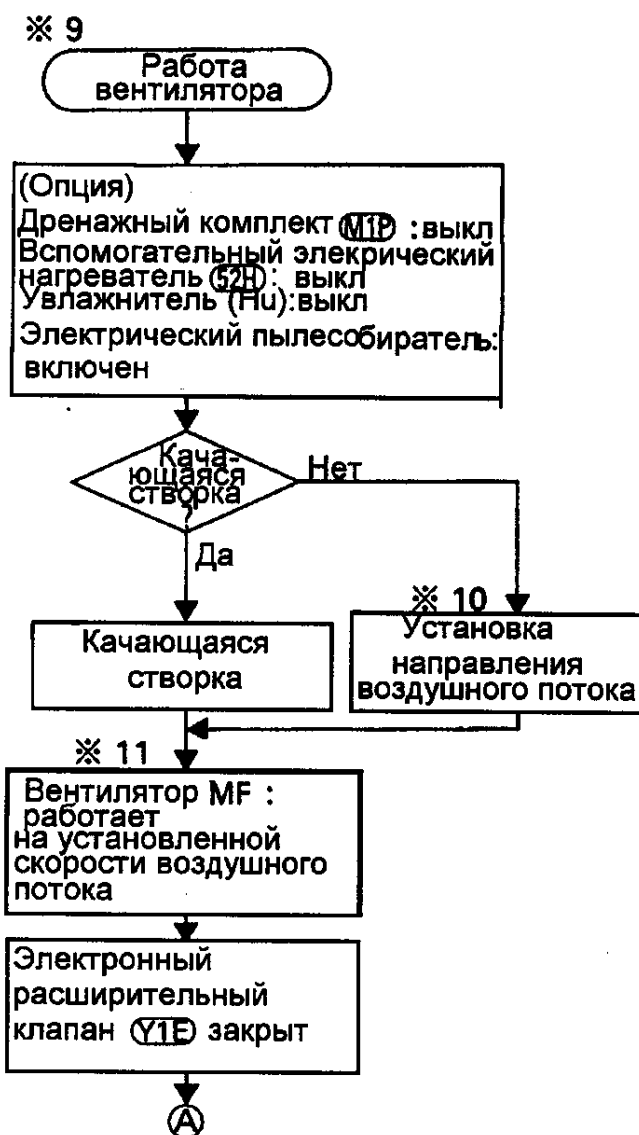 ※ 9
Работа
вентилятора
(Опция)
Дренажный комплект M1P : выкл
Вспомогательный элекрический
нагреватель 52H : выкл
Увлажнитель (Hu):выкл
Электрический пылесобиратель:
включен
Кача-
ющаяся
створка
?
Нет
Да
Качающаяся
створка
※ 10
Установка
направления
воздушного потока
※ 11
Вентилятор MF :
работает
на установленной
скорости воздушного
потока
Электронный
расширительный
клапан Y1E закрыт
A